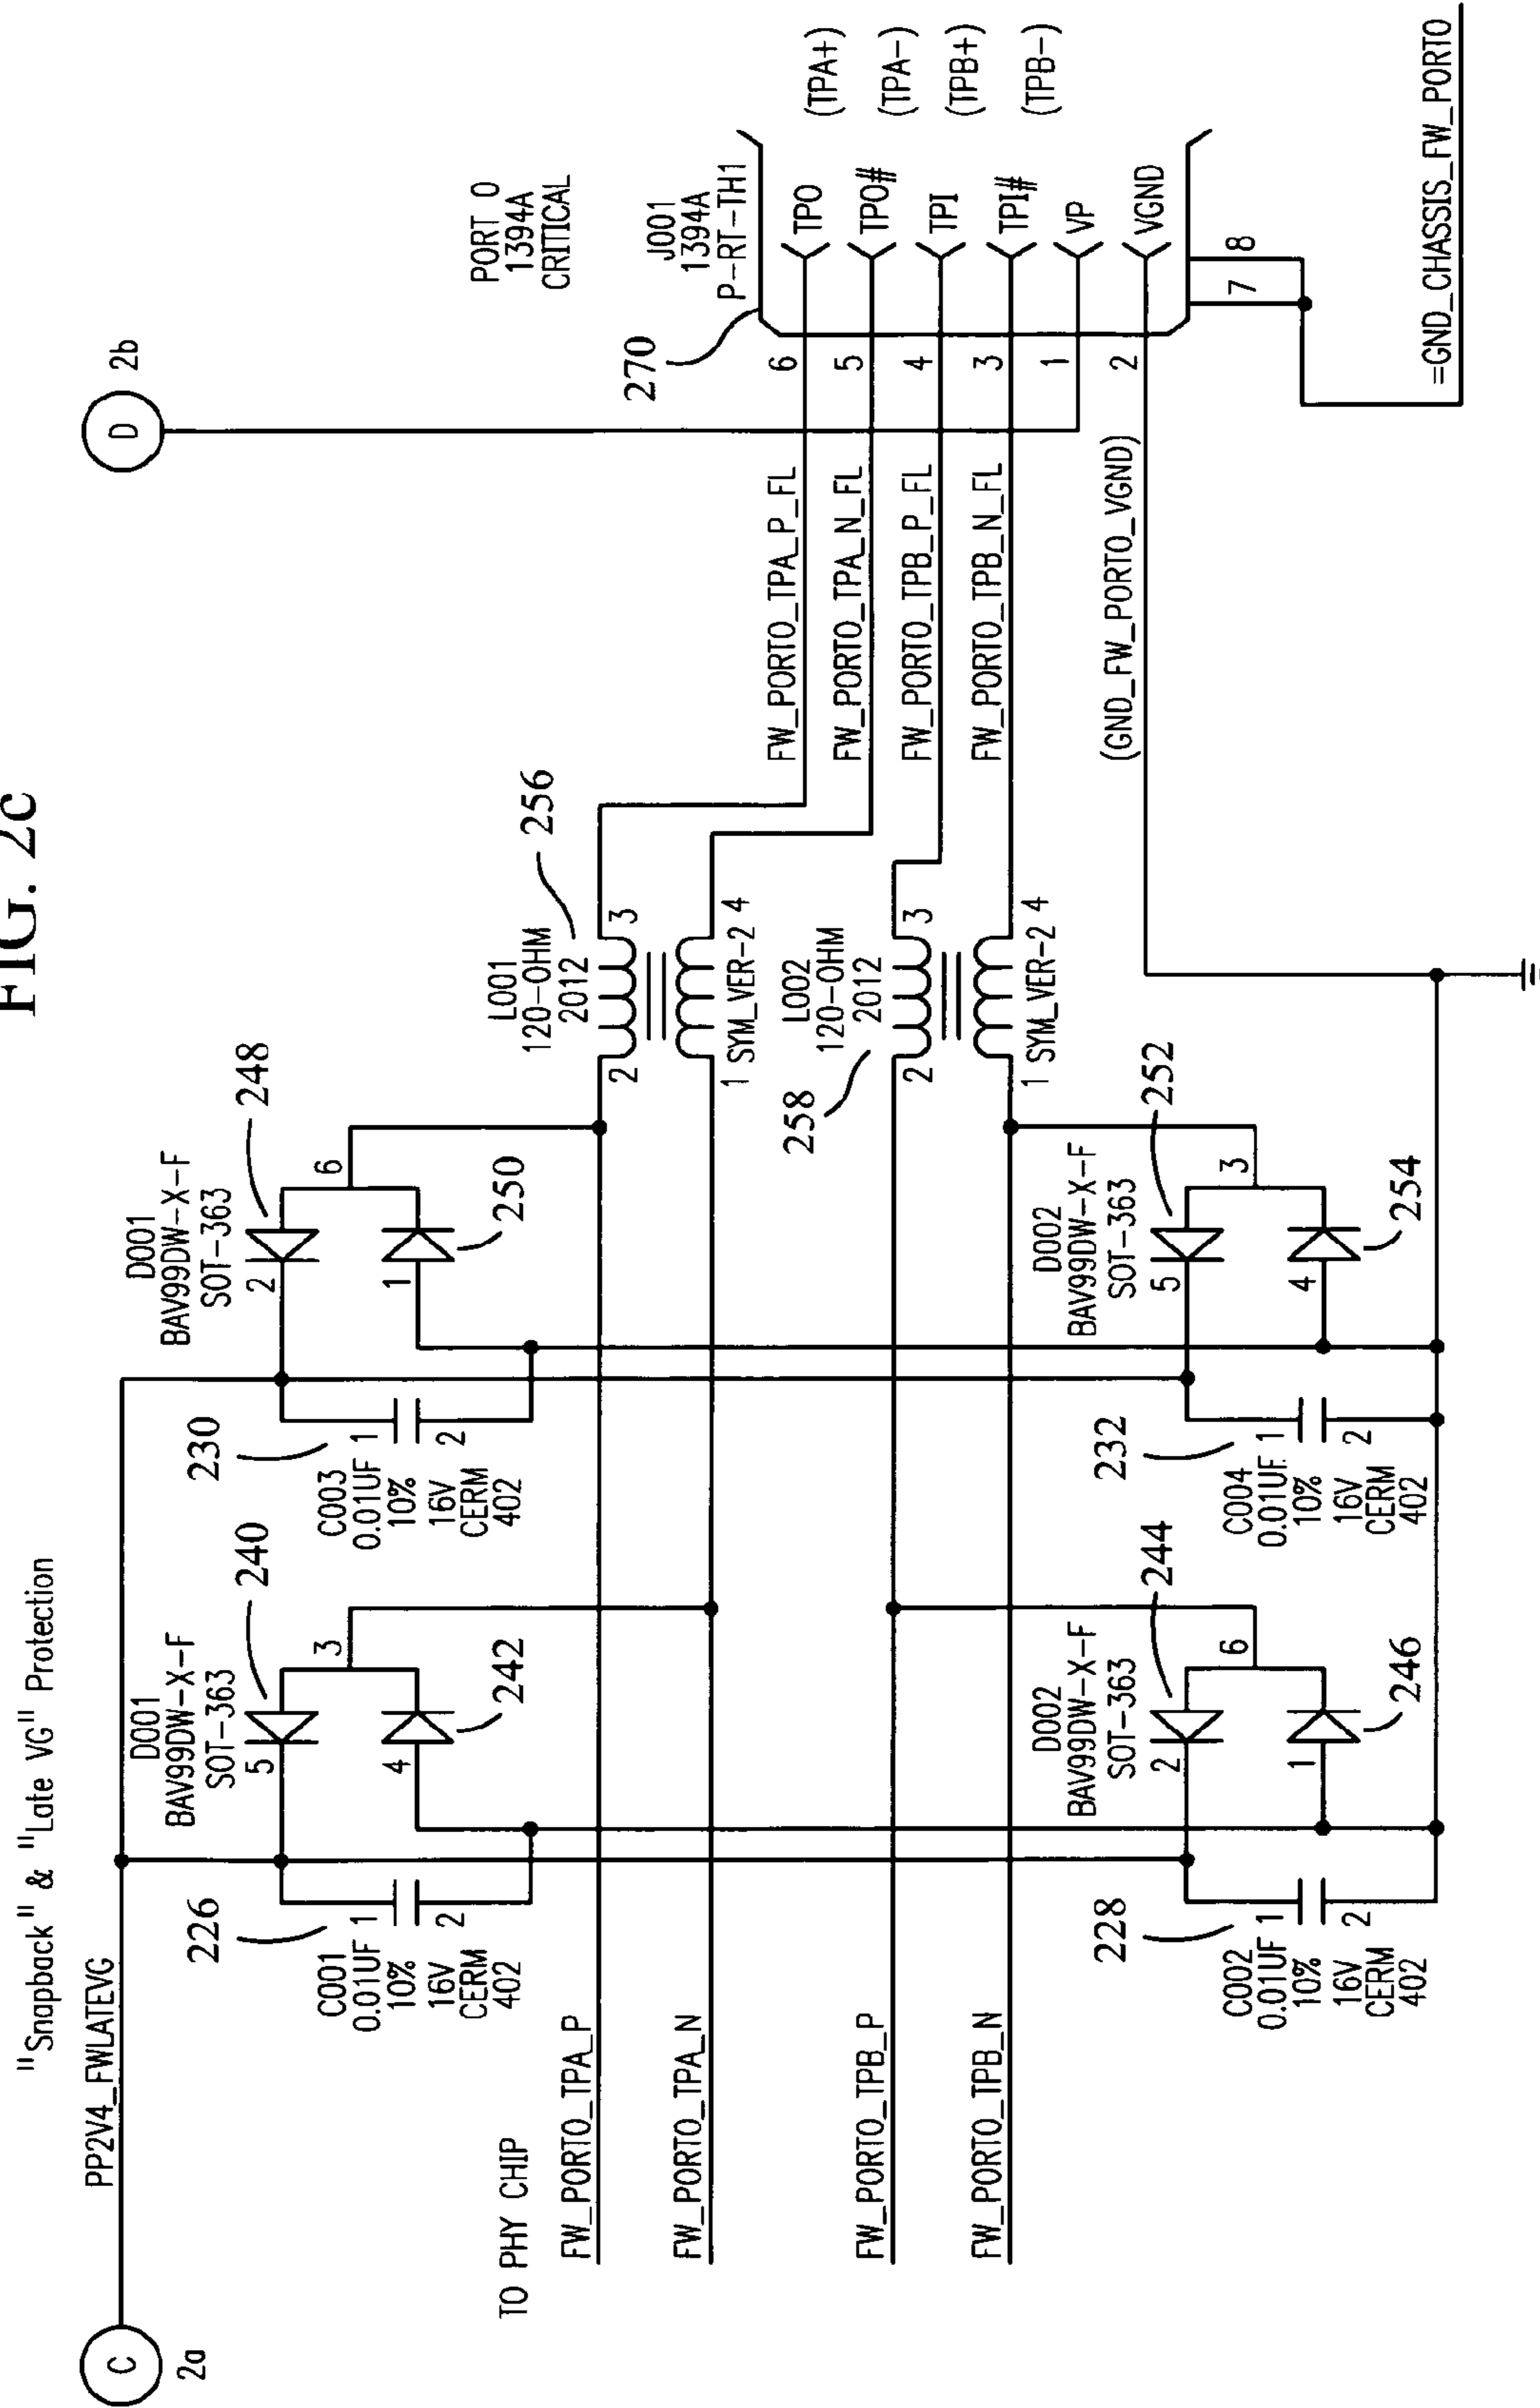 FIG. 2c
"Snapback" & "Late VG" Protection
C
2a
PP2V4_FWLATEVG
D
2b
D001
BAV99DW-X-F
SOT-363
5
3
4
240
242
226
C001
0.01UF
10%
16V
CERM
402
1
2
D001
BAV99DW-X-F
SOT-363
2
6
1
248
250
230
C003
0.01UF
10%
16V
CERM
402
1
2
TO PHY CHIP
FW_PORT0_TPA_P
FW_PORT0_TPA_N
FW_PORT0_TPB_P
FW_PORT0_TPB_N
L001
120-OHM
2012
256
2
3
1
SYM_VER-2
4
L002
120-OHM
2012
258
2
3
1
SYM_VER-2
4
D002
BAV99DW-X-F
SOT-363
2
6
1
244
246
228
C002
0.01UF
10%
16V
CERM
402
1
2
D002
BAV99DW-X-F
SOT-363
5
3
4
252
254
232
C004
0.01UF
10%
16V
CERM
402
1
2
FW_PORT0_TPA_P_FL
FW_PORT0_TPA_N_FL
FW_PORT0_TPB_P_FL
FW_PORT0_TPB_N_FL
(GND_FW_PORT0_VGND)
PORT 0
1394A
CRITICAL
J001
1394A
P-RT-TH1
270
6 TPO (TPA+)
5 TPO# (TPA-)
4 TPI (TPB+)
3 TPI# (TPB-)
1 VP
2 VGND
7
8
=GND_CHASSIS_FW_PORT0